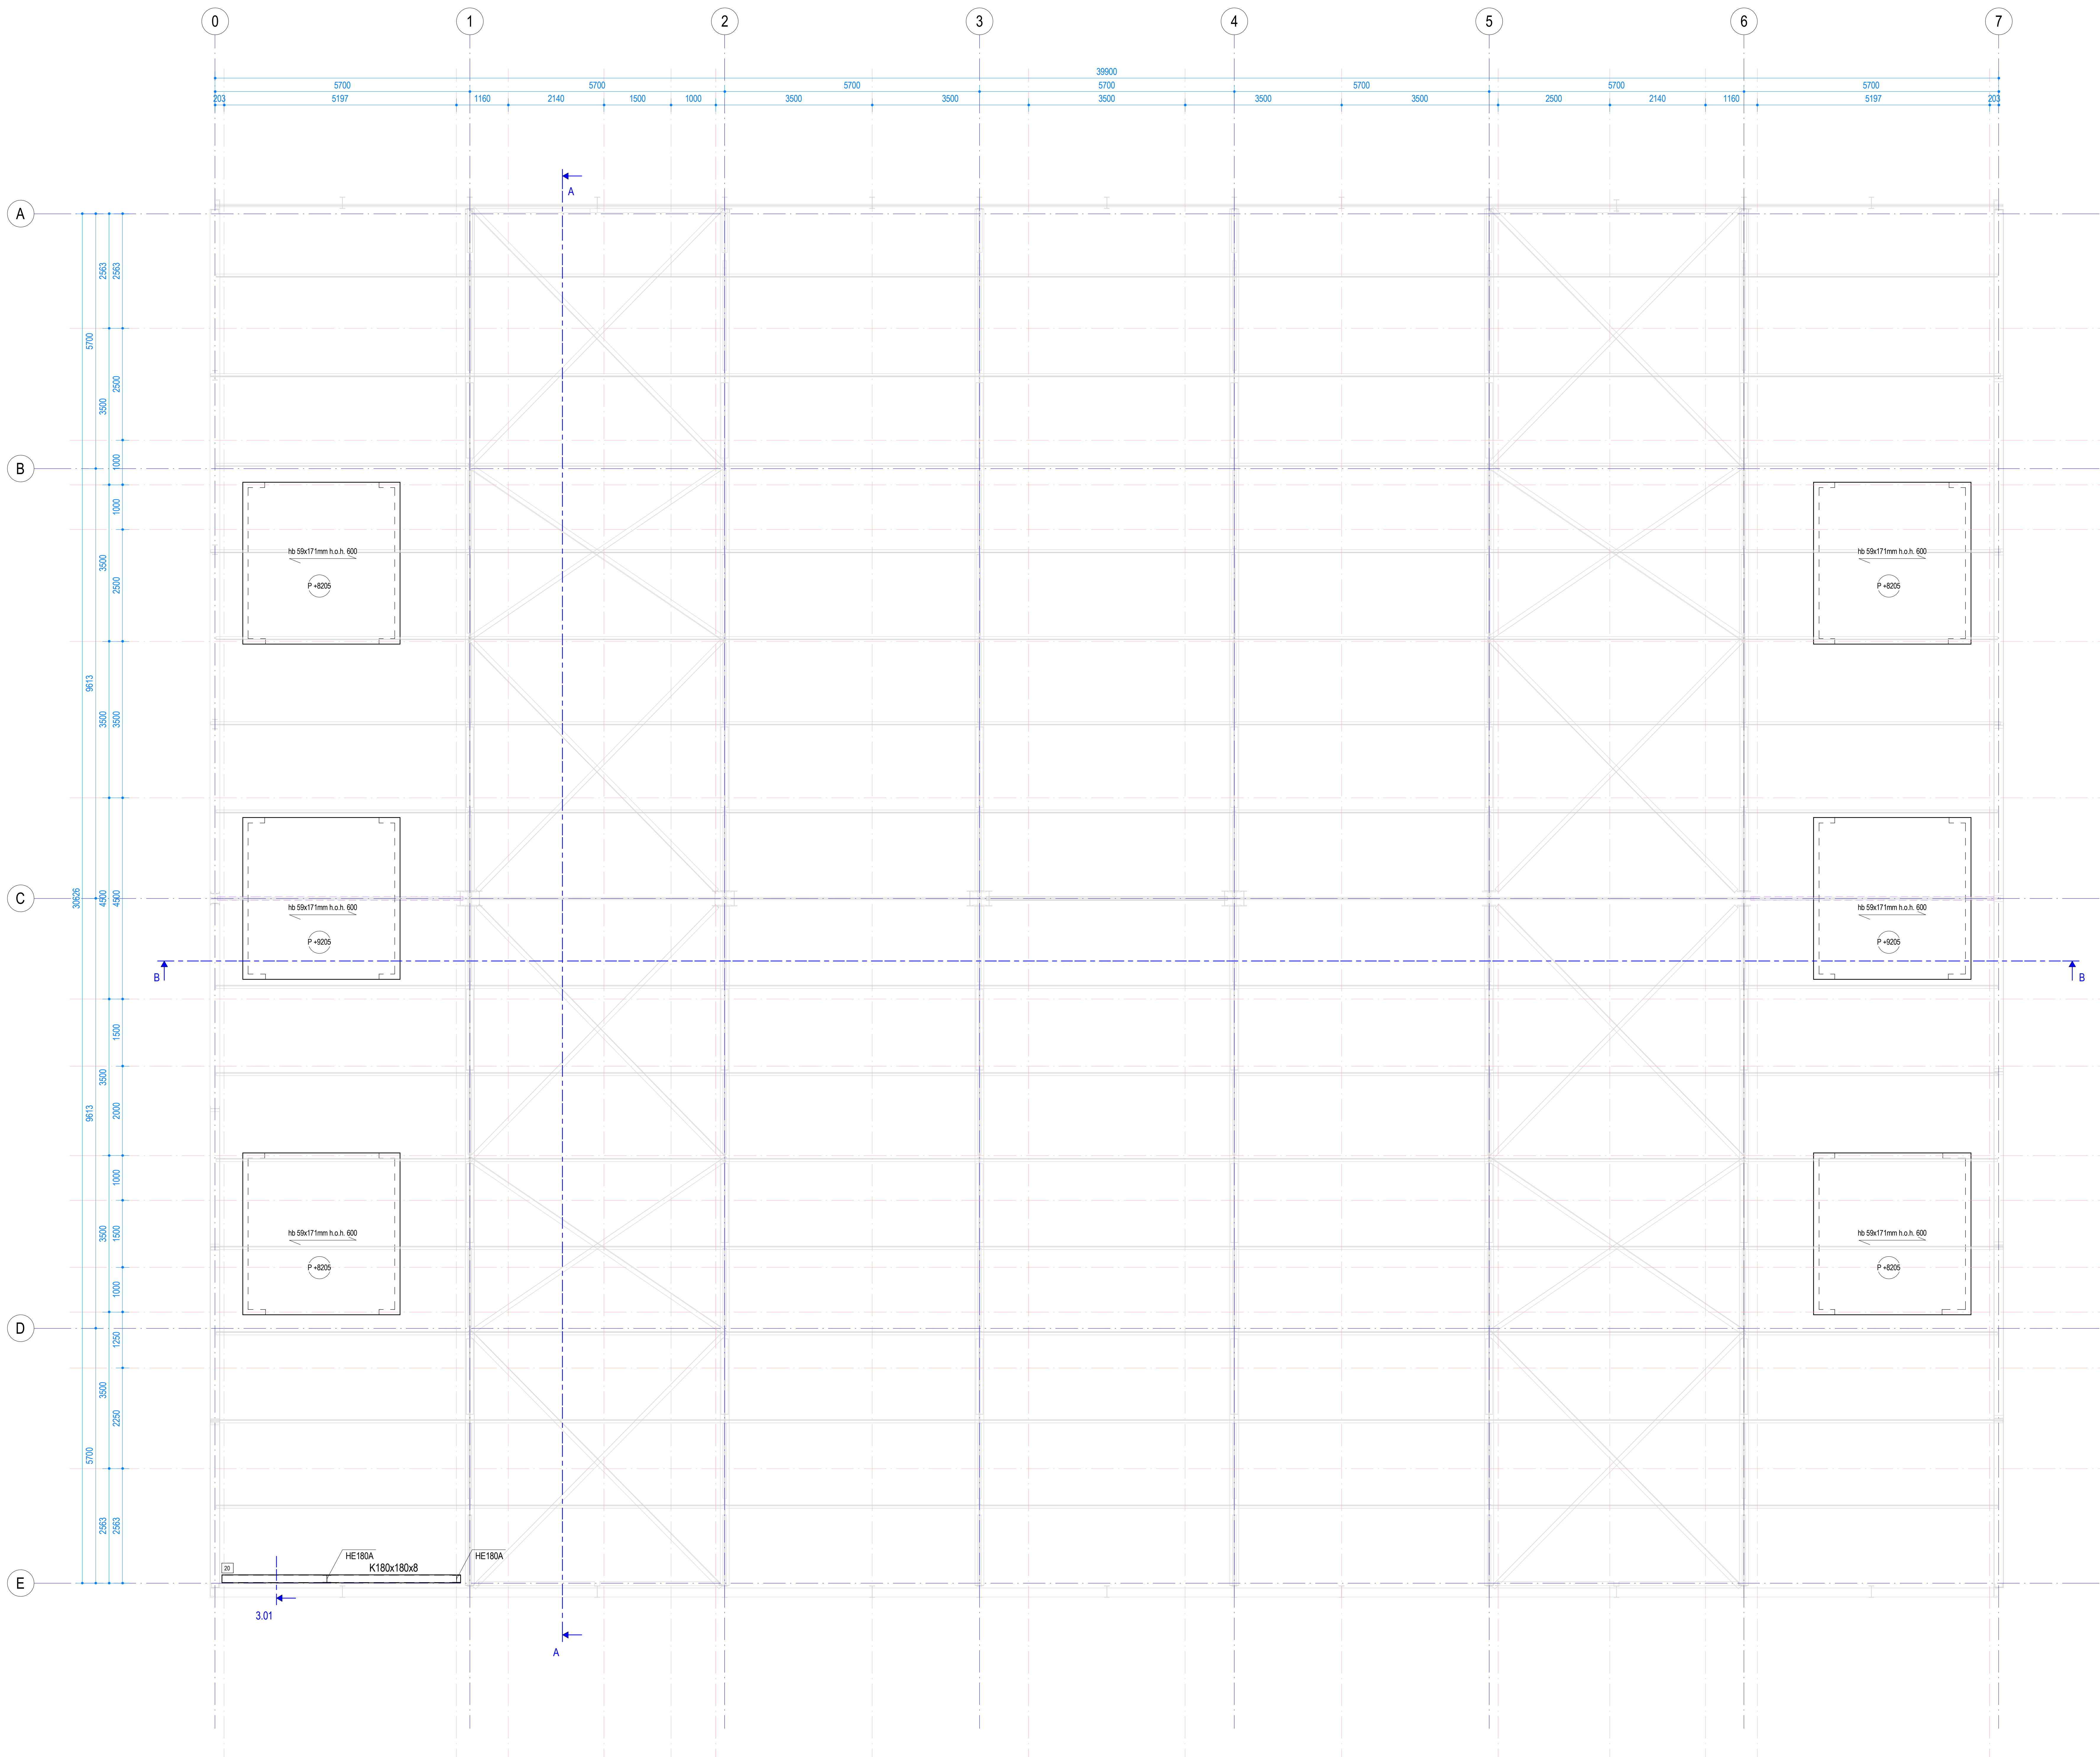 0 1 2 3 4 5 6 7
39900
5700 5700 5700 5700 5700 5700 5700
203 5197 1160 2140 1500 1000 3500 3500 3500 3500 3500 2500 2140 1160 5197 203
A
A
2563 2563
5700
2500
3500
1000
B
1000
hb 59x171mm h.o.h. 600 hb 59x171mm h.o.h. 600
3500
P +8205 P +8205
2500
9613
3500 3500
C
30626
4500 4500
hb 59x171mm h.o.h. 600 hb 59x171mm h.o.h. 600
P +9205 P +9205
B B
1500
3500
9613
2000
1000
hb 59x171mm h.o.h. 600 hb 59x171mm h.o.h. 600
3500 1500
P +8205 P +8205
1000
D
1250
3500
2250
5700
2563 2563
HE180A HE180A
20 K180x180x8
E
3.01
A